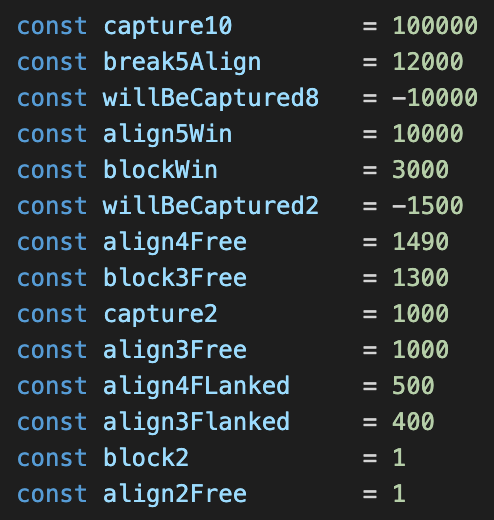 const capture10 = 100000
const break5Align = 12000
const willBeCaptured8 = -10000
const align5Win = 10000
const blockWin = 3000
const willBeCaptured2 = -1500
const align4Free = 1490
const block3Free = 1300
const capture2 = 1000
const align3Free = 1000
const align4FLanked = 500
const align3Flanked = 400
const block2 = 1
const align2Free = 1